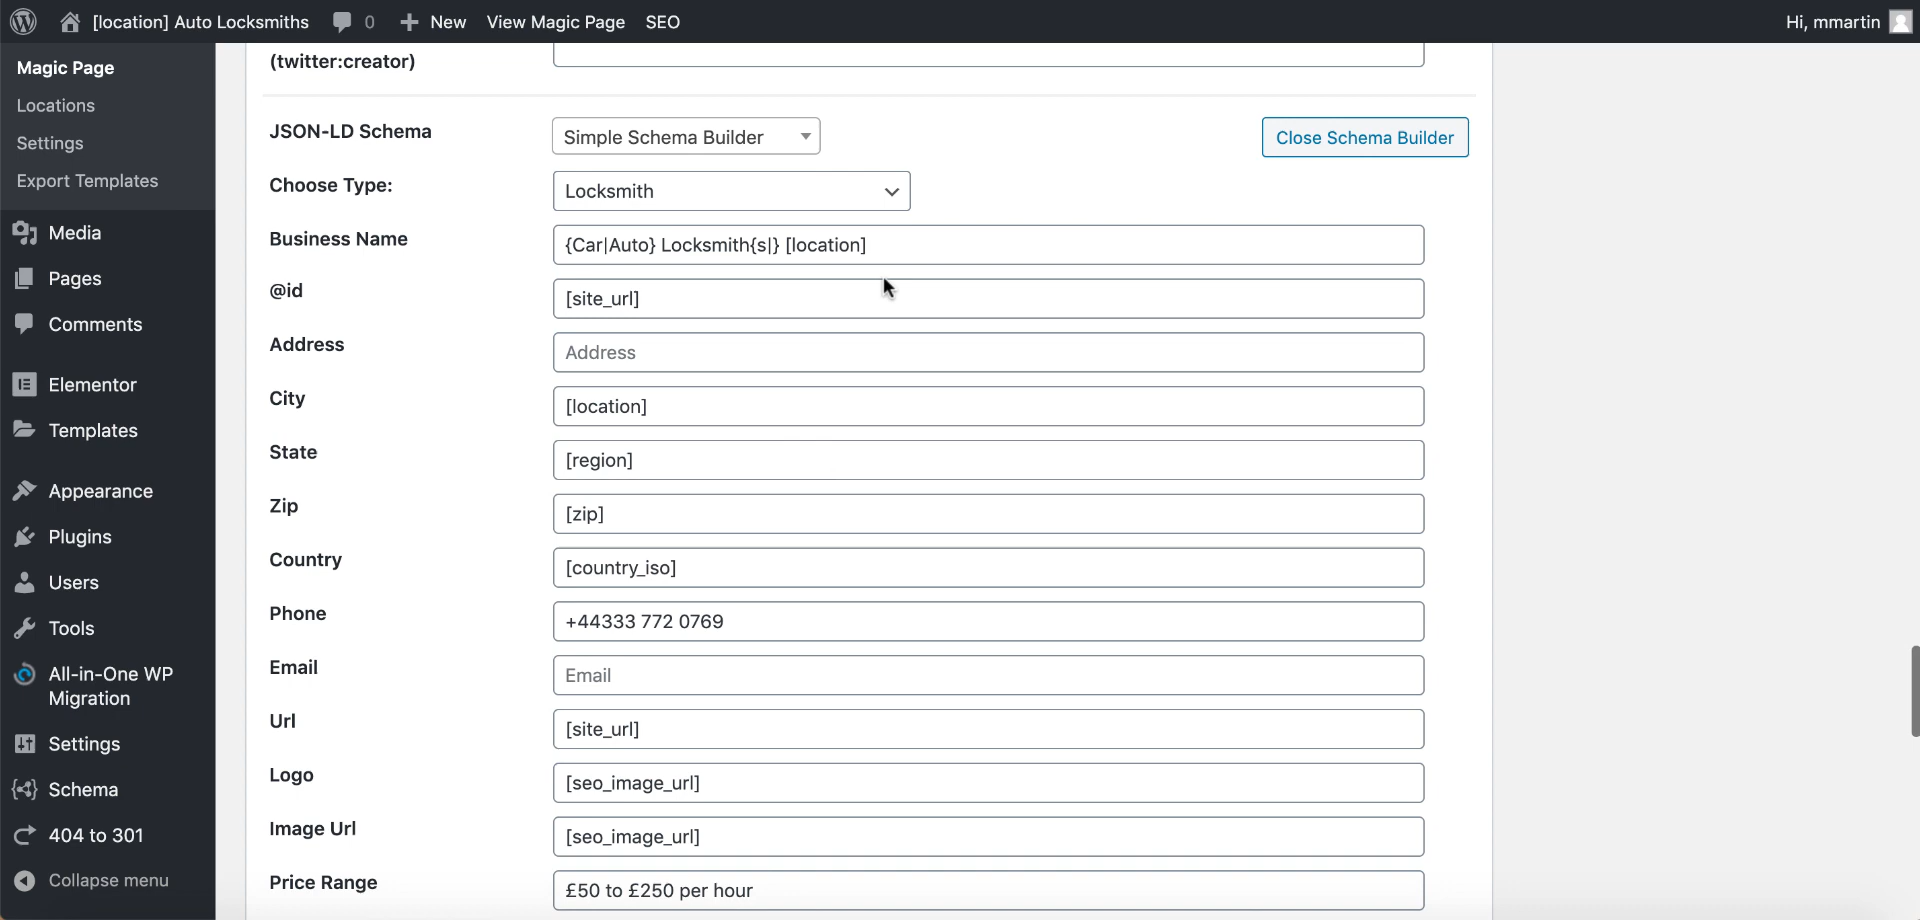 [location] Auto Locksmiths 0 New View Magic Page SEO Hi, mmartin
Magic Page
Locations
Settings
Export Templates
Media
Pages
Comments
Elementor
Templates
Appearance
Plugins
Users
Tools
All-in-One WP
Migration
Settings
Schema
404 to 301
Collapse menu
(twitter:creator)
JSON-LD Schema Simple Schema Builder Close Schema Builder
Choose Type: Locksmith
Business Name {Car|Auto} Locksmith{s|} [location]
@id [site_url]
Address Address
City [location]
State [region]
Zip [zip]
Country [country_iso]
Phone +44333 772 0769
Email Email
Url [site_url]
Logo [seo_image_url]
Image Url [seo_image_url]
Price Range £50 to £250 per hour